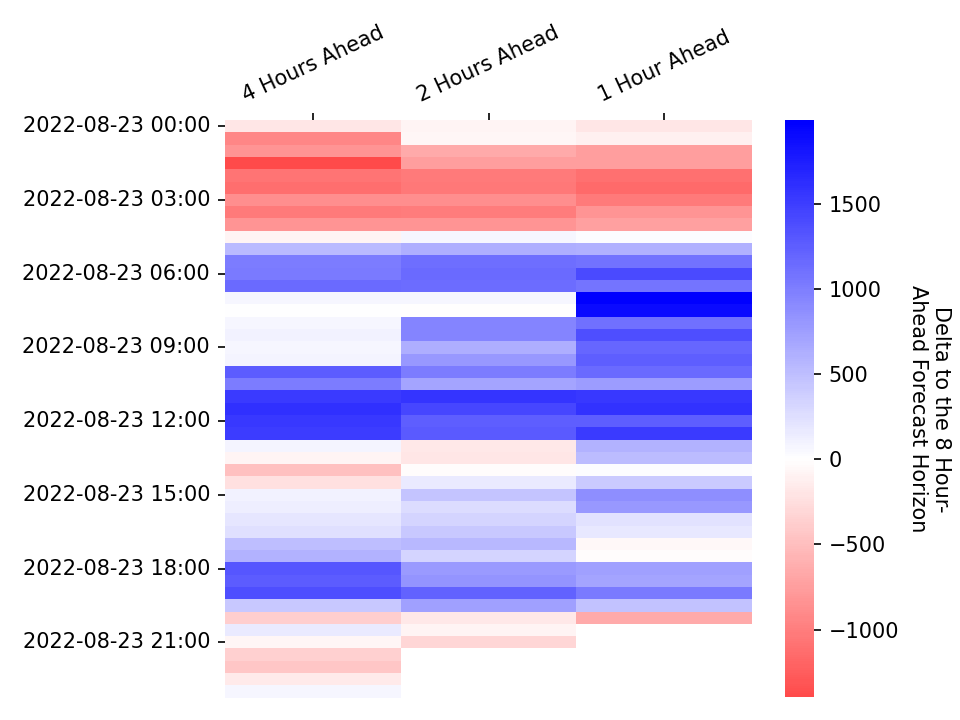 4 Hours Ahead
2 Hours Ahead
1 Hour Ahead
2022-08-23 00:00
2022-08-23 03:00
2022-08-23 06:00
2022-08-23 09:00
2022-08-23 12:00
2022-08-23 15:00
2022-08-23 18:00
2022-08-23 21:00
1500
1000
500
0
−500
−1000
Delta to the 8 Hour-
Ahead Forecast Horizon